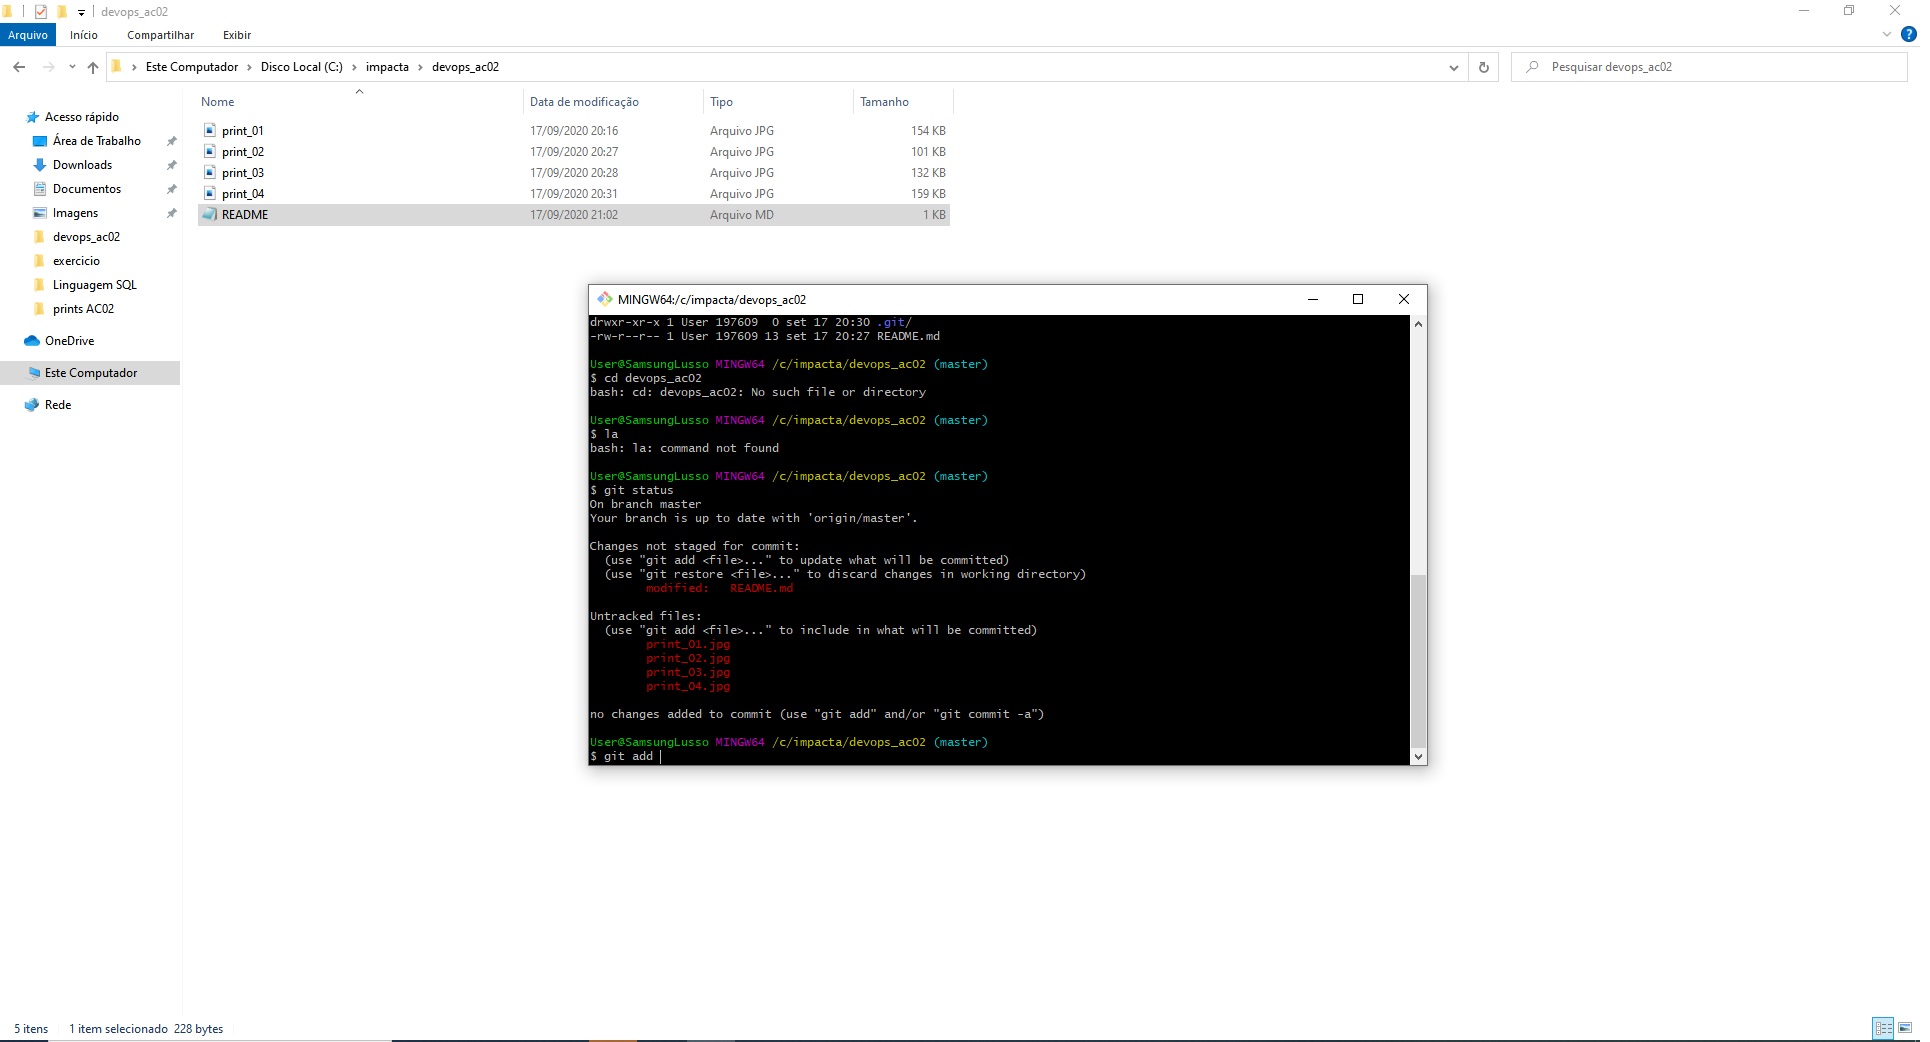 devops_ac02
Arquivo Início Compartilhar Exibir
Este Computador Disco Local (C:) impacta devops_ac02
Pesquisar devops_ac02
Acesso rápido
Área de Trabalho
Downloads
Documentos
Imagens
devops_ac02
exercicio
Linguagem SQL
prints AC02
OneDrive
Este Computador
Rede
Nome Data de modificação Tipo Tamanho
print_01 17/09/2020 20:16 Arquivo JPG 154 KB
print_02 17/09/2020 20:27 Arquivo JPG 101 KB
print_03 17/09/2020 20:28 Arquivo JPG 132 KB
print_04 17/09/2020 20:31 Arquivo JPG 159 KB
README 17/09/2020 21:02 Arquivo MD 1 KB
MINGW64:/c/impacta/devops_ac02
drwxr-xr-x 1 User 197609  0 set 17 20:30 .git/
-rw-r--r-- 1 User 197609 13 set 17 20:27 README.md
User@SamsungLusso MINGW64 /c/impacta/devops_ac02 (master)
$ cd devops_ac02
bash: cd: devops_ac02: No such file or directory
User@SamsungLusso MINGW64 /c/impacta/devops_ac02 (master)
$ la
bash: la: command not found
User@SamsungLusso MINGW64 /c/impacta/devops_ac02 (master)
$ git status
On branch master
Your branch is up to date with 'origin/master'.
Changes not staged for commit:
(use "git add <file>..." to update what will be committed)
(use "git restore <file>..." to discard changes in working directory)
modified:   README.md
Untracked files:
(use "git add <file>..." to include in what will be committed)
print_01.jpg
print_02.jpg
print_03.jpg
print_04.jpg
no changes added to commit (use "git add" and/or "git commit -a")
User@SamsungLusso MINGW64 /c/impacta/devops_ac02 (master)
$ git add
5 itens 1 item selecionado 228 bytes